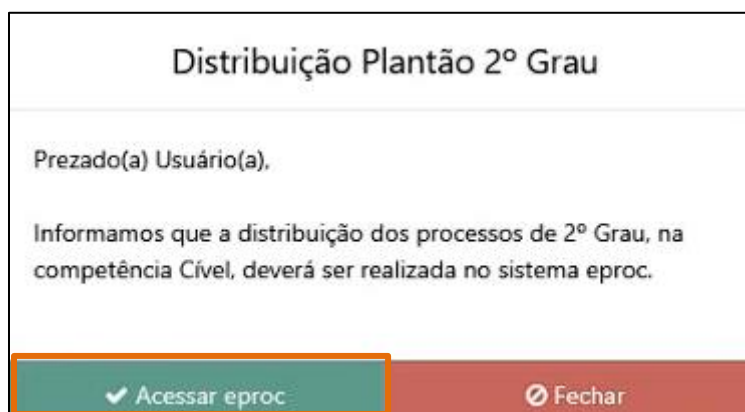 Distribuição Plantão 2º Grau
Prezado(a) Usuário(a),
Informamos que a distribuição dos processos de 2º Grau, na
competência Cível, deverá ser realizada no sistema eproc.
Acessar eproc
Fechar